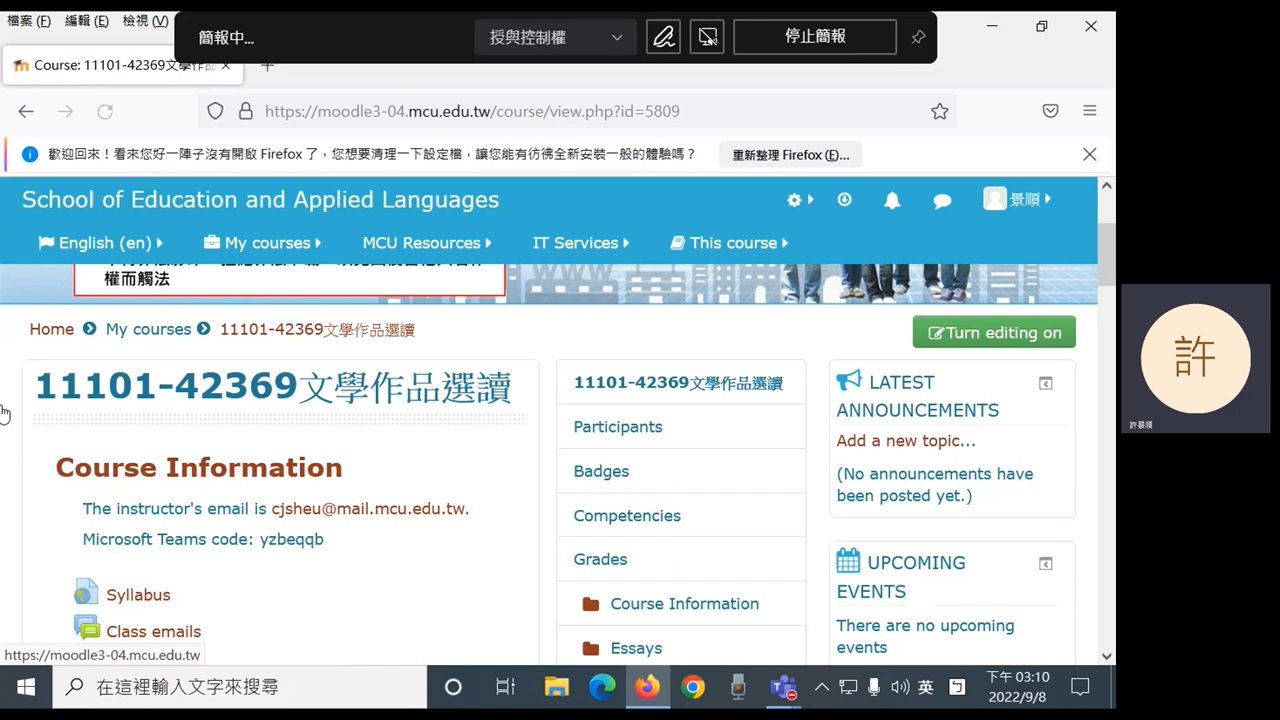 檔案 (F) 編輯 (E) 檢視 (V)
簡報中...
授與控制權
停止簡報
Course: 11101-42369文學作品
https://moodle3-04.mcu.edu.tw/course/view.php?id=5809
歡迎回來！看來您好一陣子沒有開啟 Firefox 了，您想要清理一下設定檔，讓您能有彷彿全新安裝一般的體驗嗎？
重新整理 Firefox (E)...
School of Education and Applied Languages
景順
English (en)
My courses
MCU Resources
IT Services
This course
權而觸法
Home
My courses
11101-42369文學作品選讀
Turn editing on
11101-42369文學作品選讀
Course Information
The instructor's email is cjsheu@mail.mcu.edu.tw.
Microsoft Teams code: yzbeqqb
Syllabus
Class emails
11101-42369文學作品選讀
Participants
Badges
Competencies
Grades
Course Information
Essays
LATEST
ANNOUNCEMENTS
Add a new topic...
(No announcements have
been posted yet.)
UPCOMING
EVENTS
There are no upcoming
events
https://moodle3-04.mcu.edu.tw
許
許景順
在這裡輸入文字來搜尋
英
ㄅ
下午 03:10
2022/9/8